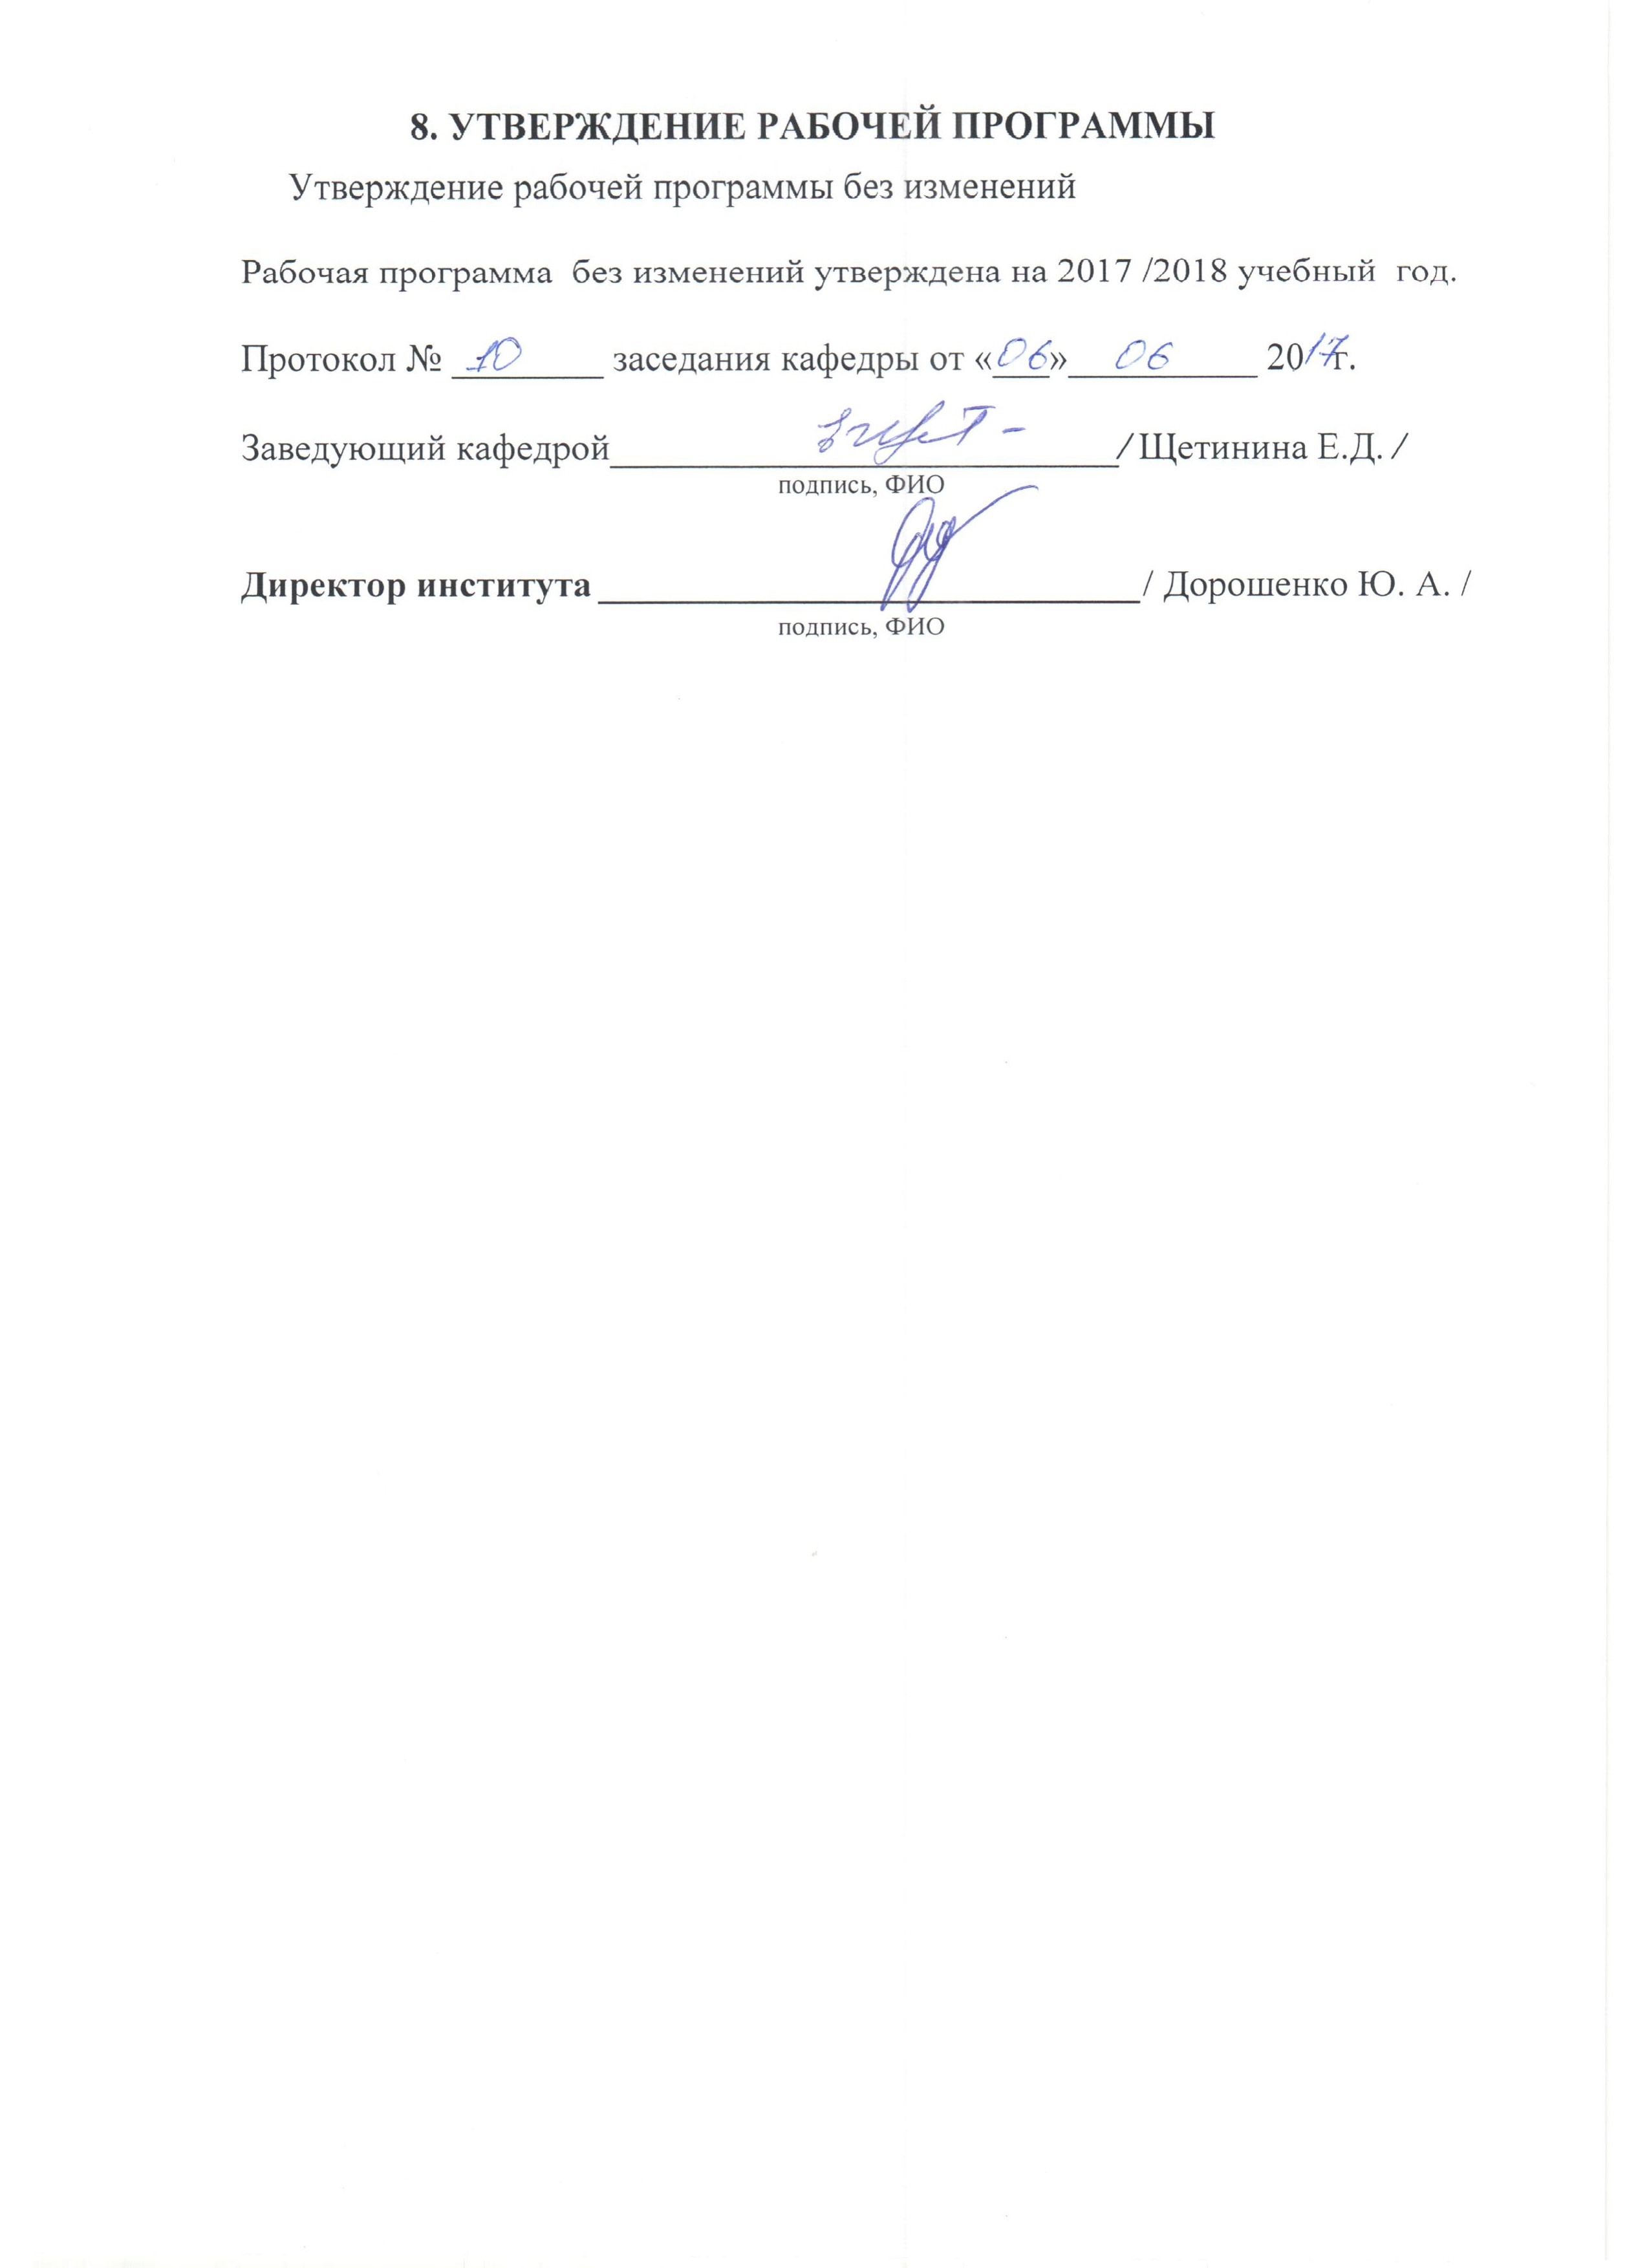 8. УТВЕРЖДЕНИЕ РАБОЧЕЙ ПРОГРАММЫ
Утверждение рабочей программы без изменений
Рабочая программа без изменений утверждена на 2017 /2018 учебный год.
Протокол № 10 заседания кафедры от «06» 06 2017г.
Заведующий кафедрой / Щетинина Е.Д. /
подпись, ФИО
Директор института / Дорошенко Ю. А. /
подпись, ФИО